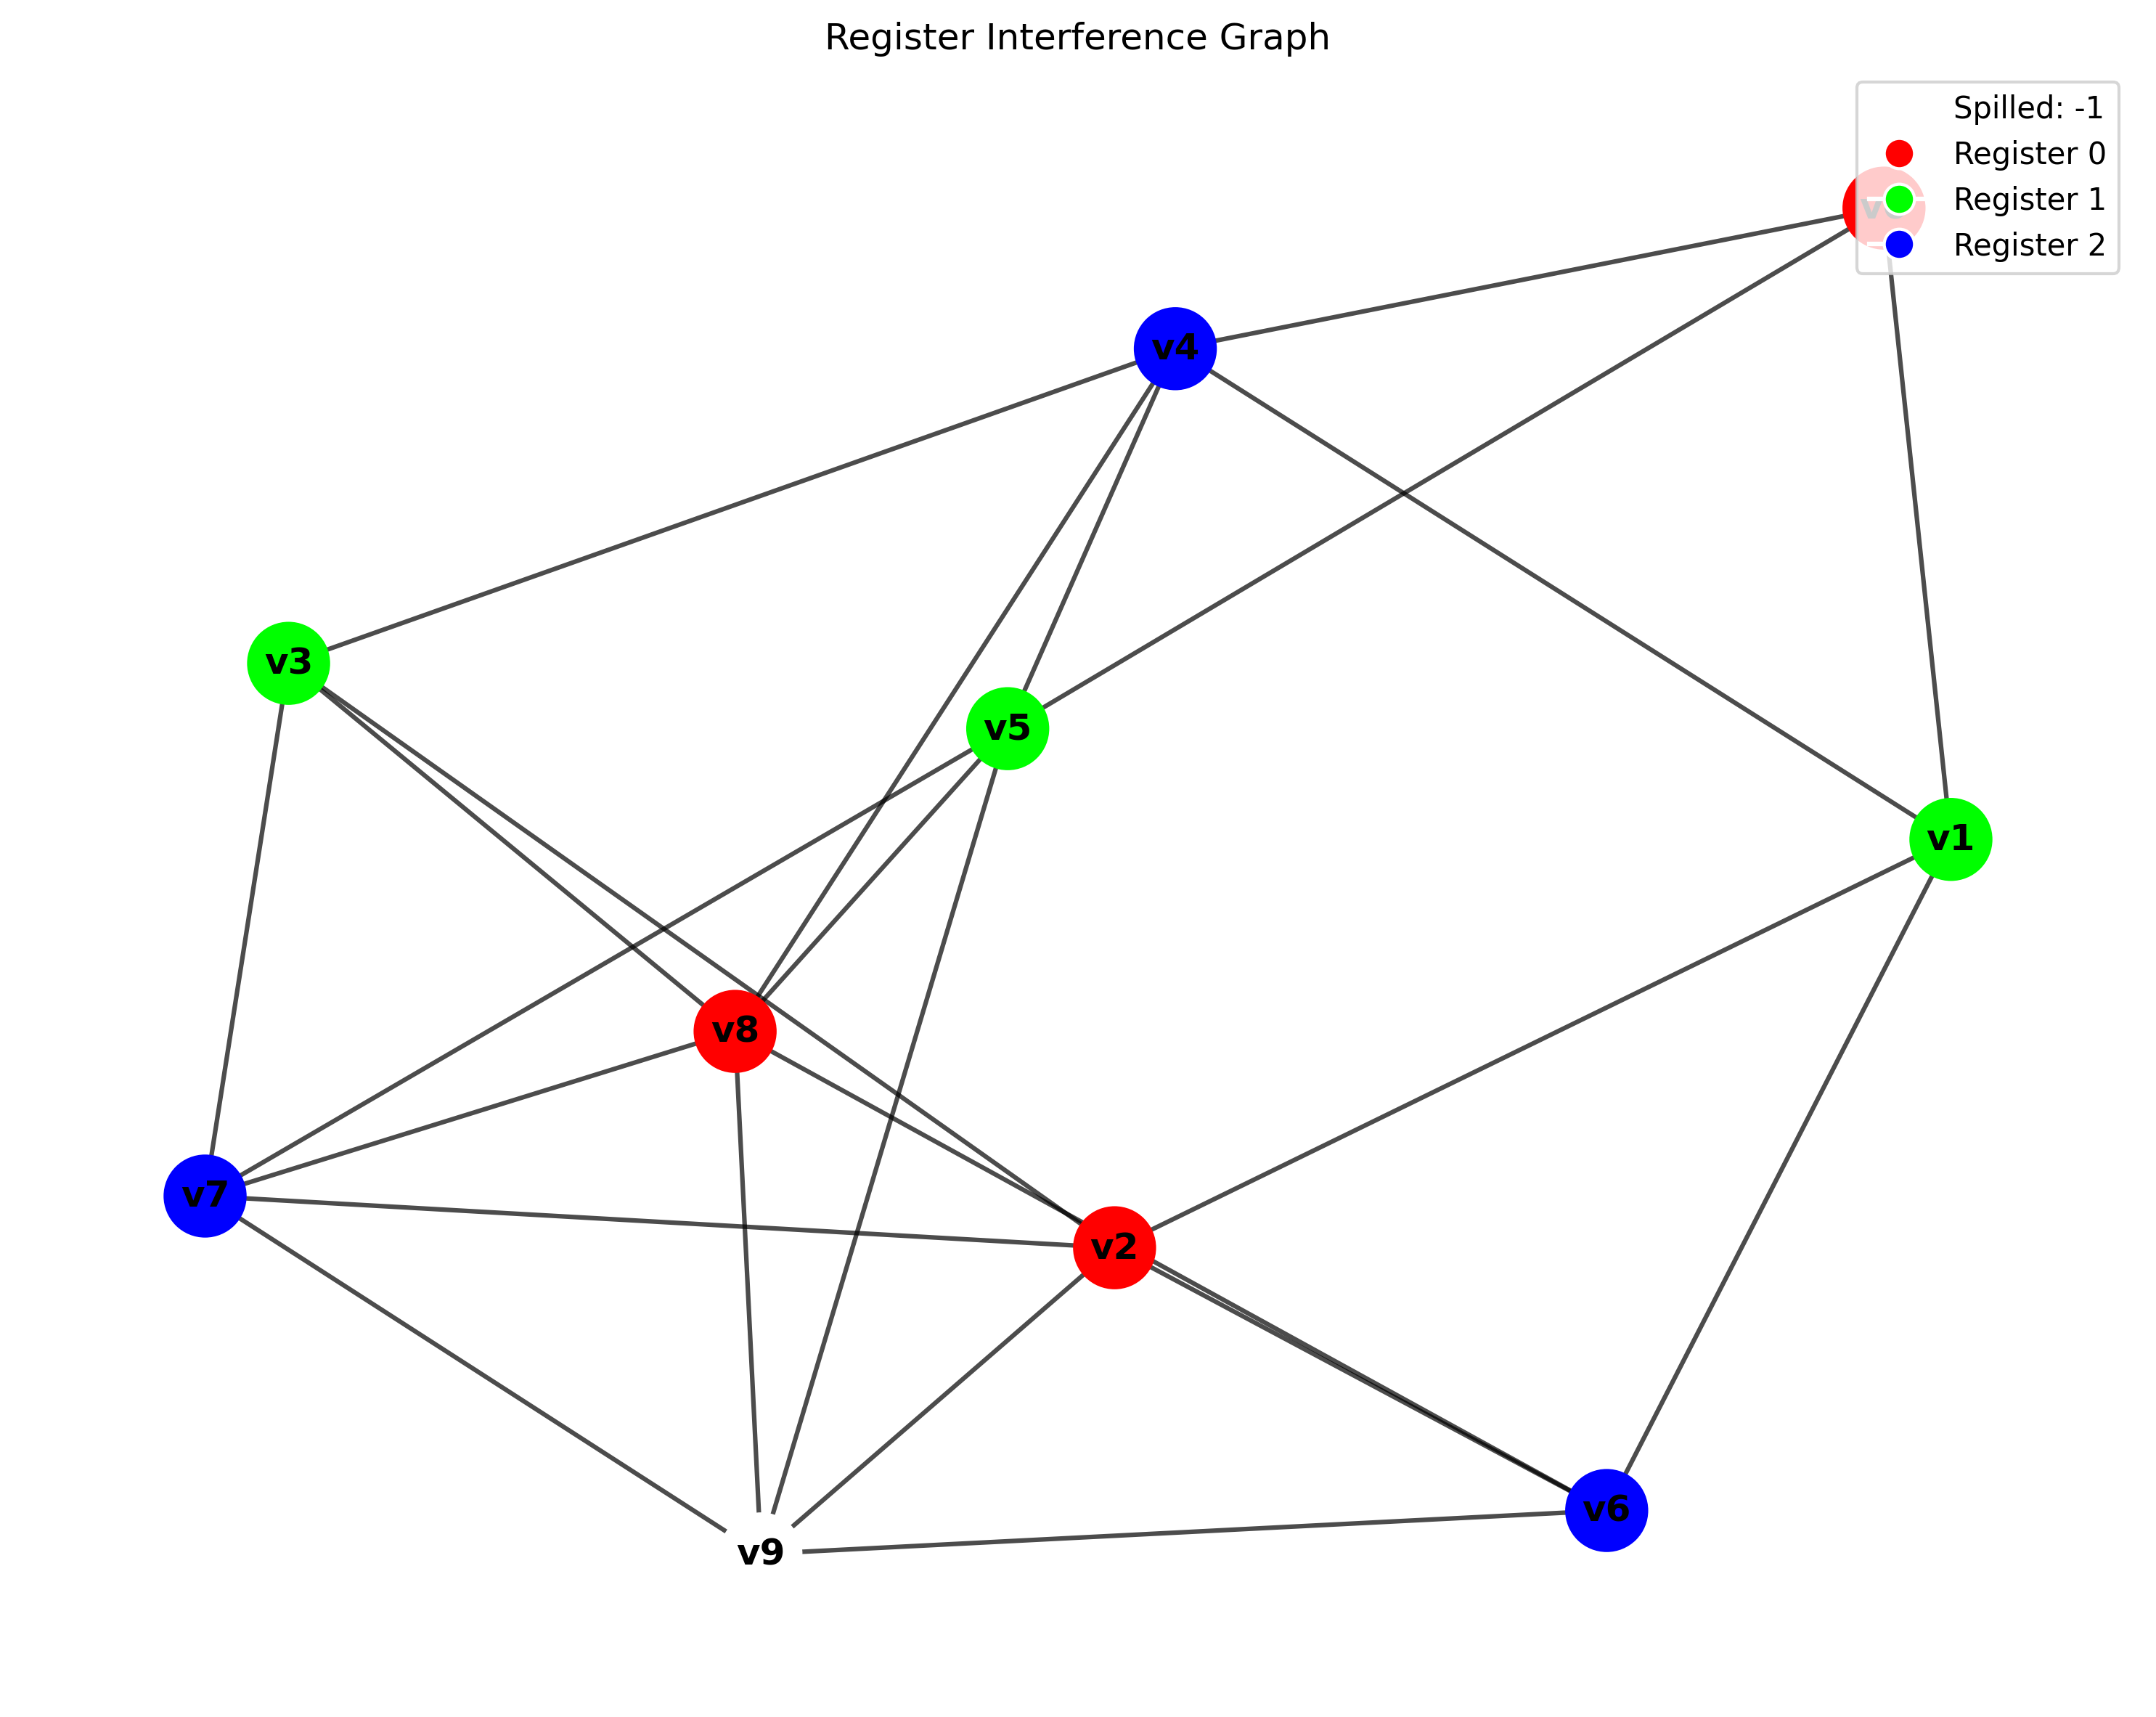 Register Interference Graph
Spilled: -1
Register 0
Register 1
Register 2
v4
v3
v5
v1
v8
v7
v2
v6
v9